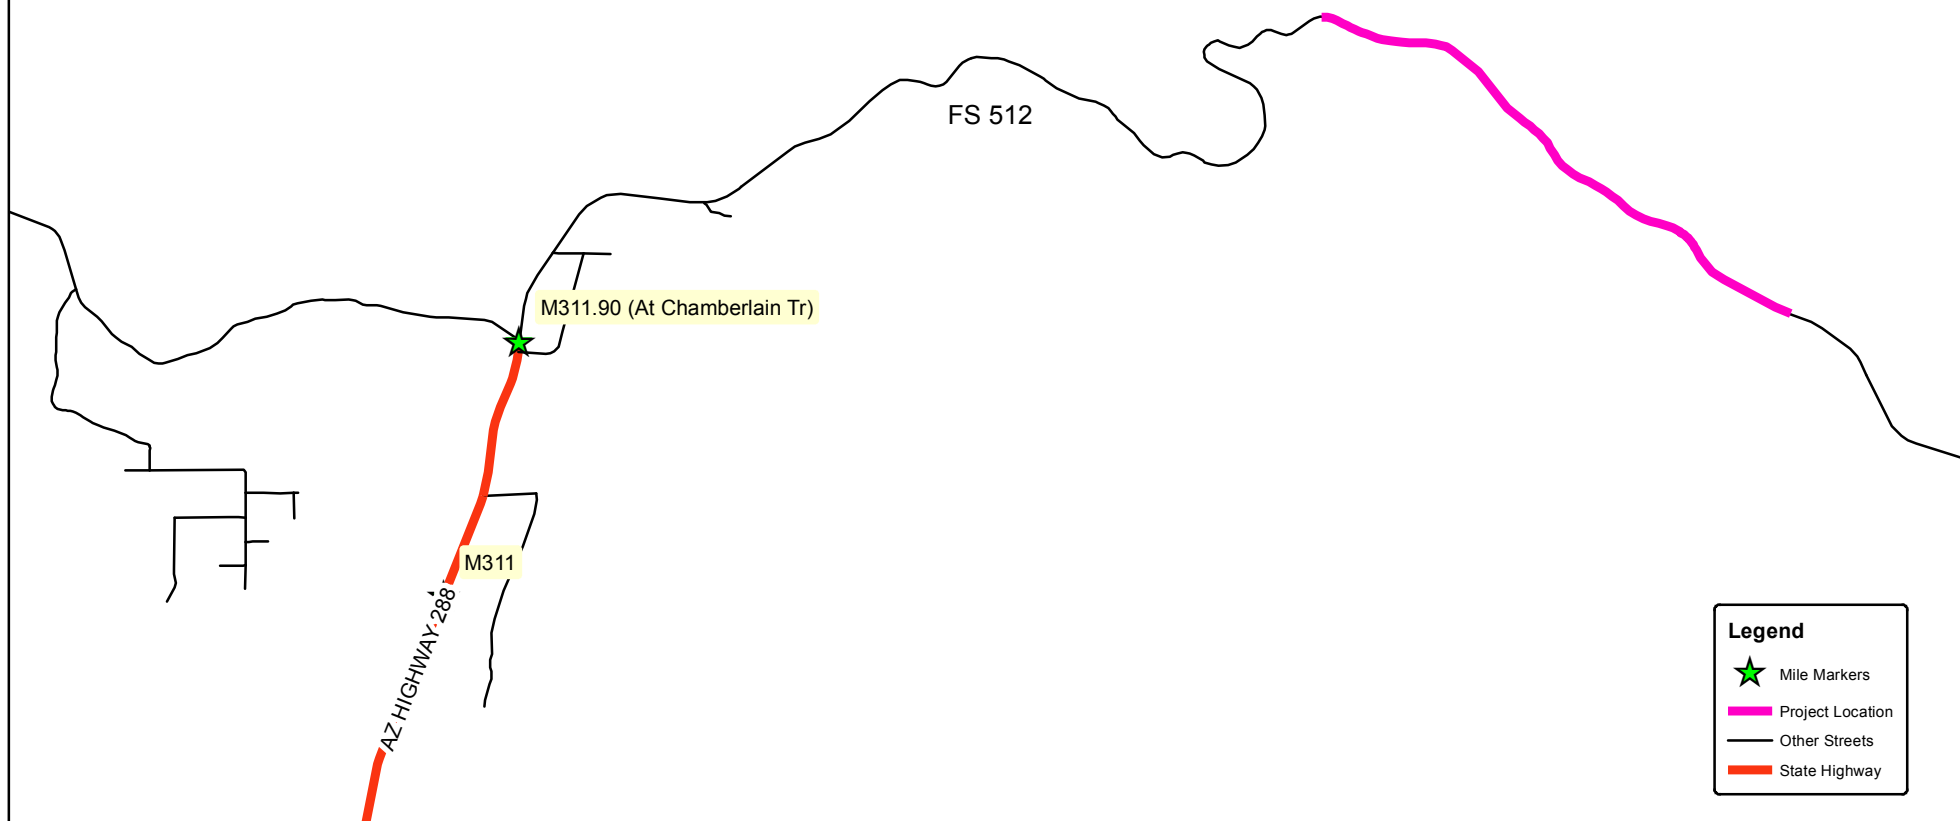 FS 512
M311.90 (At Chamberlain Tr)
M311
AZ HIGHWAY 288
Legend
Mile Markers
Project Location
Other Streets
State Highway